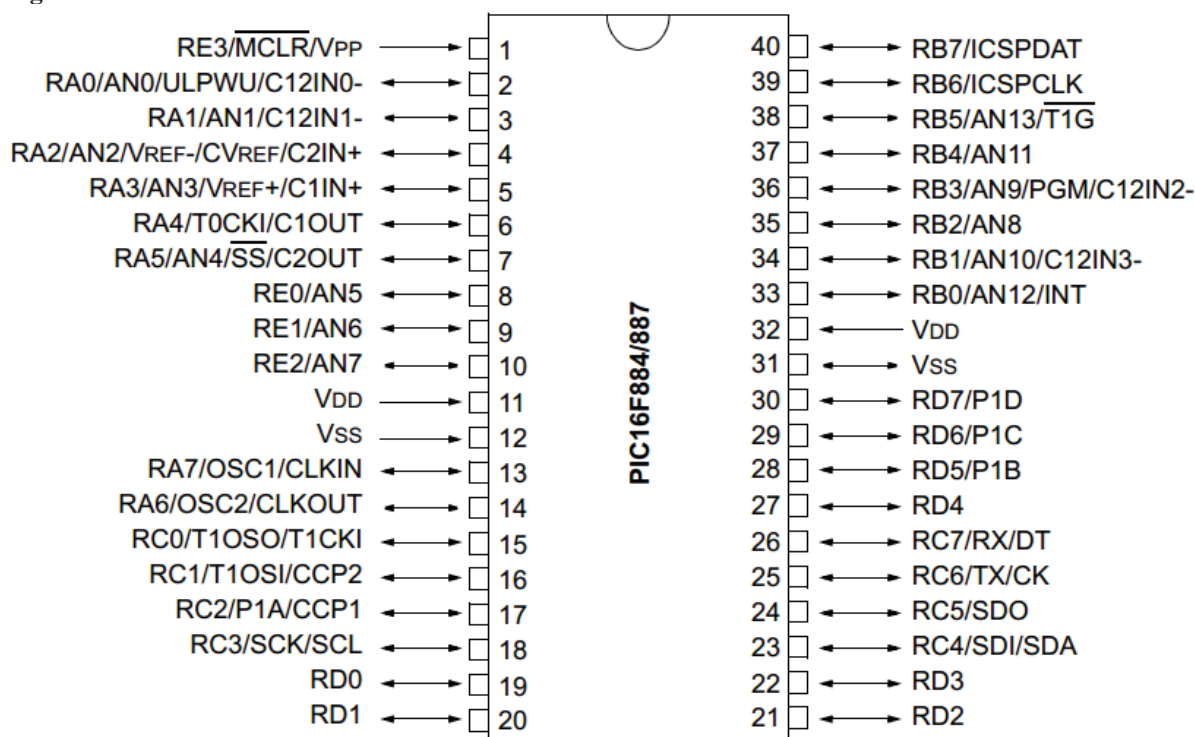 RE3/MCLR/VPP 1 40 RB7/ICSPDAT
RA0/AN0/ULPWU/C12IN0- 2 39 RB6/ICSPCLK
RA1/AN1/C12IN1- 3 38 RB5/AN13/T1G
RA2/AN2/VREF-/CVREF/C2IN+ 4 37 RB4/AN11
RA3/AN3/VREF+/C1IN+ 5 36 RB3/AN9/PGM/C12IN2-
RA4/T0CKI/C1OUT 6 35 RB2/AN8
RA5/AN4/SS/C2OUT 7 34 RB1/AN10/C12IN3-
RE0/AN5 8 33 RB0/AN12/INT
RE1/AN6 9 32 VDD
RE2/AN7 10 31 VSS
VDD 11 30 RD7/P1D
VSS 12 29 RD6/P1C
RA7/OSC1/CLKIN 13 28 RD5/P1B
RA6/OSC2/CLKOUT 14 27 RD4
RC0/T1OSO/T1CKI 15 26 RC7/RX/DT
RC1/T1OSI/CCP2 16 25 RC6/TX/CK
RC2/P1A/CCP1 17 24 RC5/SDO
RC3/SCK/SCL 18 23 RC4/SDI/SDA
RD0 19 22 RD3
RD1 20 21 RD2
PIC16F884/887